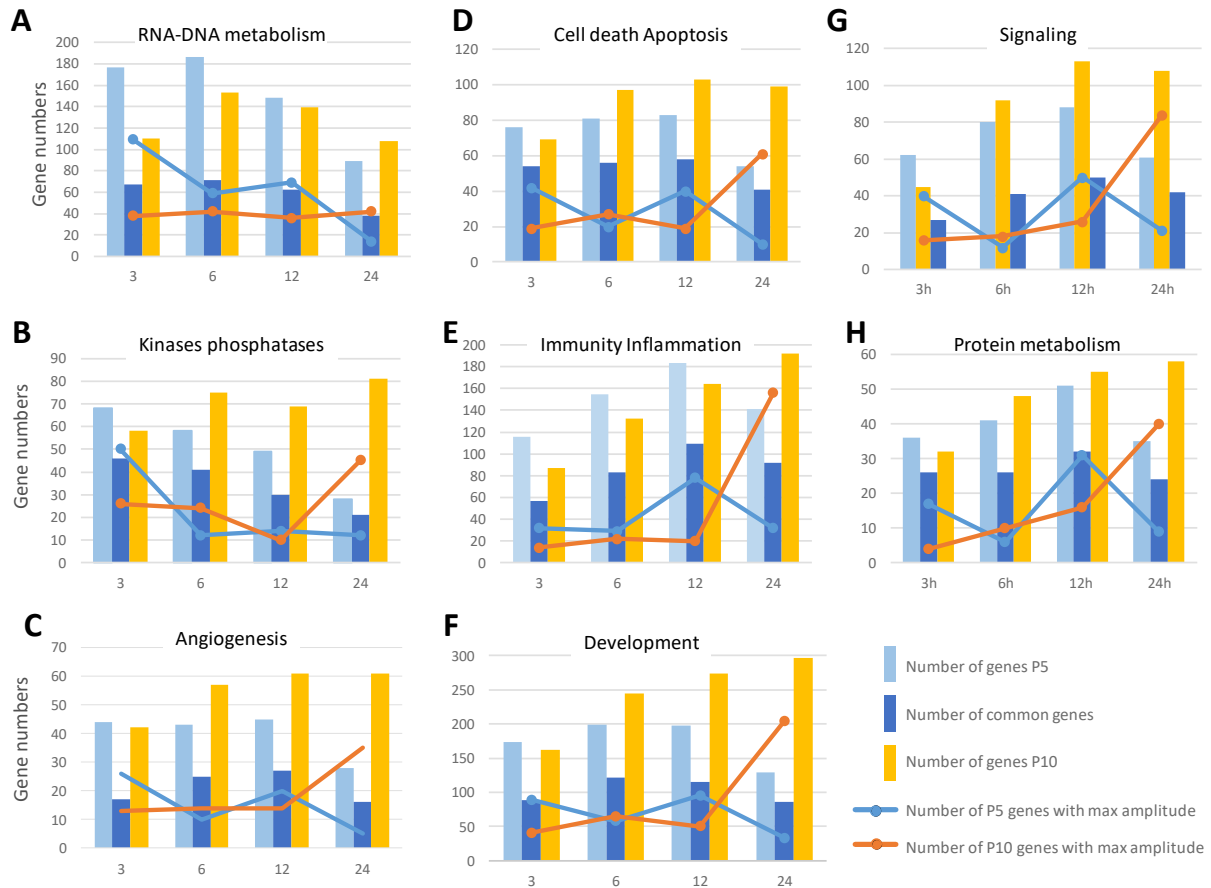 A
RNA-DNA metabolism
Gene numbers
200
180
160
140
120
100
80
60
40
20
0
3 6 12 24
B
Kinases phosphatases
Gene numbers
90
80
70
60
50
40
30
20
10
0
3 6 12 24
C
Angiogenesis
Gene numbers
70
60
50
40
30
20
10
0
3 6 12 24
D
Cell death Apoptosis
120
100
80
60
40
20
0
3 6 12 24
E
Immunity Inflammation
200
180
160
140
120
100
80
60
40
20
0
3 6 12 24
F
Development
300
250
200
150
100
50
0
3 6 12 24
G
Signaling
120
100
80
60
40
20
0
3h 6h 12h 24h
H
Protein metabolism
60
50
40
30
20
10
0
3h 6h 12h 24h
Number of genes P5
Number of common genes
Number of genes P10
Number of P5 genes with max amplitude
Number of P10 genes with max amplitude